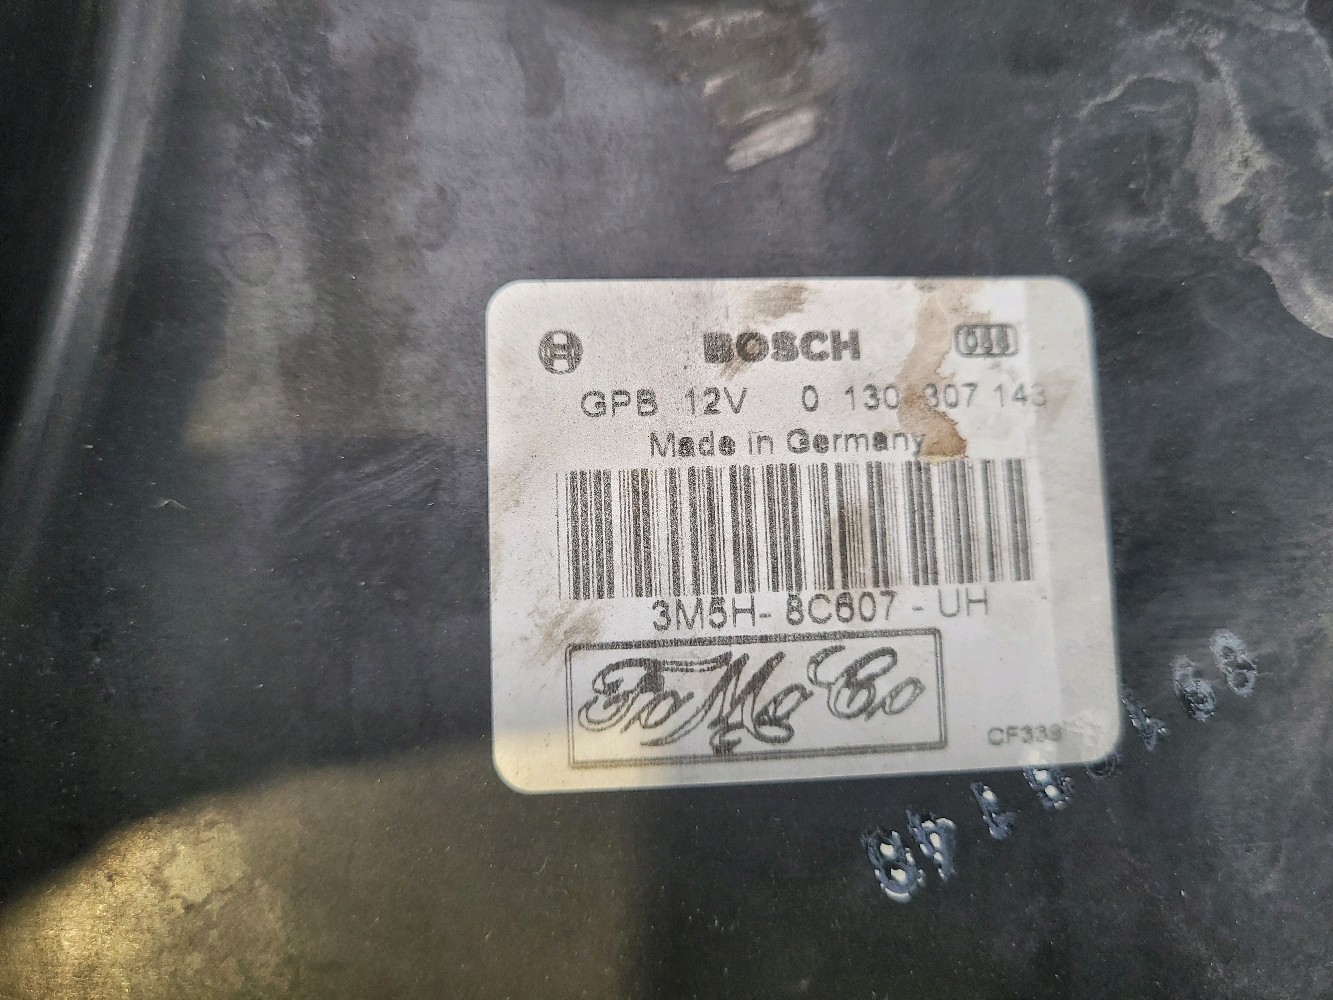 BOSCH
GPB 12V 0 130 307 143
Made in Germany
3M5H-8C607-UH
FoMoCo
CF339